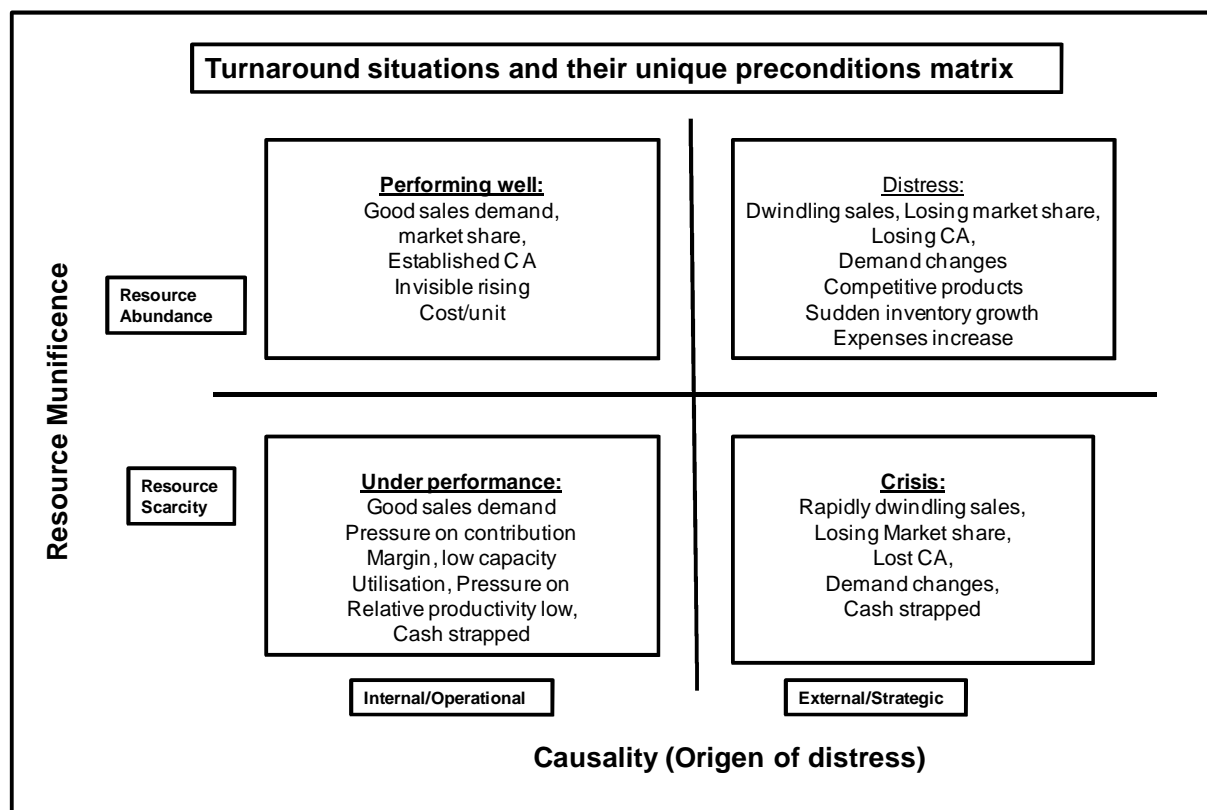 Turnaround situations and their unique preconditions matrix
Performing well:
Good sales demand,
market share,
Established C A
Invisible rising
Cost/unit
Distress:
Dwindling sales, Losing market share,
Losing CA,
Demand changes
Competitive products
Sudden inventory growth
Expenses increase
Resource Munificence
Resource
Abundance
Resource
Scarcity
Under performance:
Good sales demand
Pressure on contribution
Margin, low capacity
Utilisation, Pressure on
Relative productivity low,
Cash strapped
Crisis:
Rapidly dwindling sales,
Losing Market share,
Lost CA,
Demand changes,
Cash strapped
Internal/Operational
External/Strategic
Causality (Origen of distress)